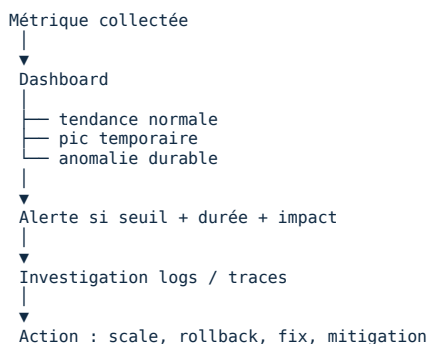 Métrique collectée
│
▼
Dashboard
│
├── tendance normale
├── pic temporaire
└── anomalie durable
│
▼
Alerte si seuil + durée + impact
│
▼
Investigation logs / traces
│
▼
Action : scale, rollback, fix, mitigation